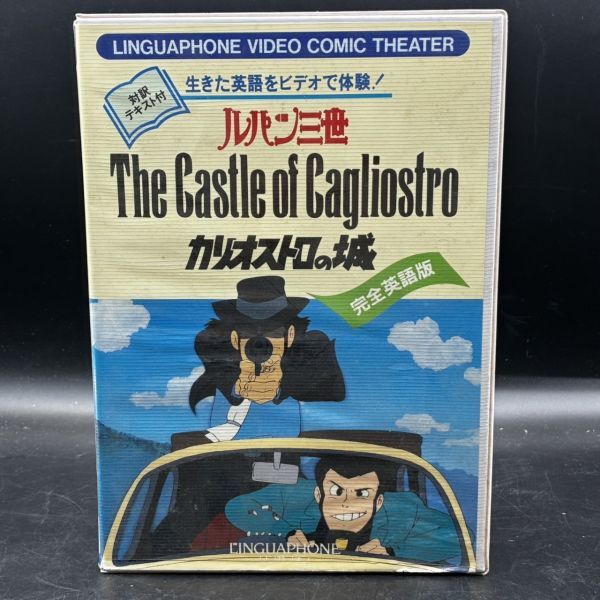 LINGUAPHONE VIDEO COMIC THEATER
対訳
テキスト付
生きた英語をビデオで体験!
ルパン三世
The Castle of Cagliostro
カリオストロの城
完全英語版
LINGUAPHONE